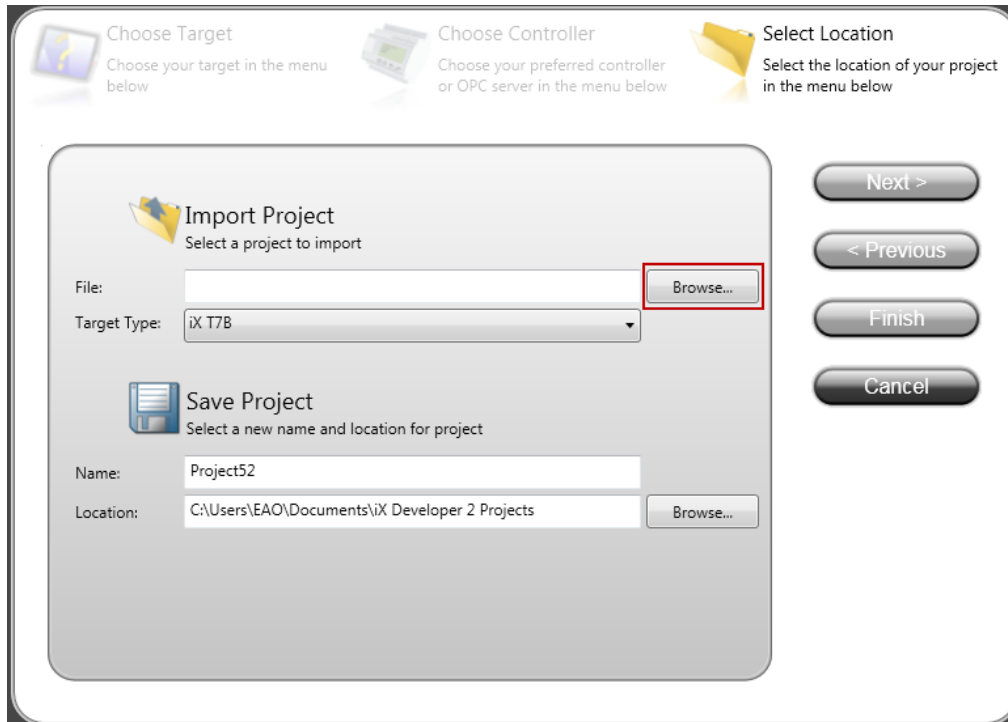 Choose Target
Choose your target in the menu
below
Choose Controller
Choose your preferred controller
or OPC server in the menu below
Select Location
Select the location of your project
in the menu below
Import Project
Select a project to import
File:
Browse...
Target Type:
iX T7B
Save Project
Select a new name and location for project
Name:
Project52
Location:
C:\Users\EAO\Documents\iX Developer 2 Projects
Browse...
Next >
< Previous
Finish
Cancel